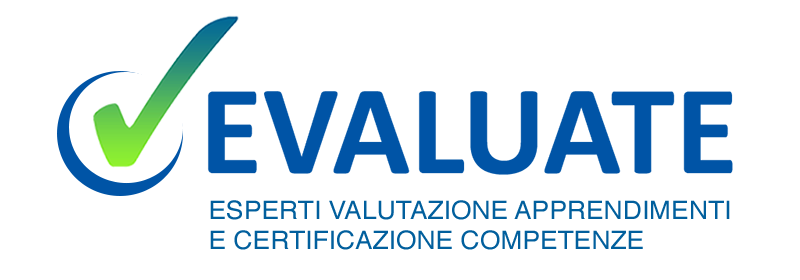 EVALUATE
ESPERTI VALUTAZIONE APPRENDIMENTI
E CERTIFICAZIONE COMPETENZE